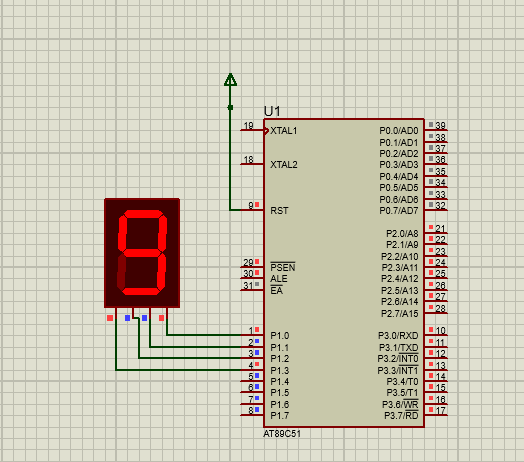 U1
19 XTAL1 P0.0/AD0 39
P0.1/AD1 38
P0.2/AD2 37
18 XTAL2 P0.3/AD3 36
P0.4/AD4 35
P0.5/AD5 34
P0.6/AD6 33
9 RST P0.7/AD7 32
P2.0/A8 21
P2.1/A9 22
P2.2/A10 23
29 PSEN P2.3/A11 24
30 ALE P2.4/A12 25
31 EA P2.5/A13 26
P2.6/A14 27
P2.7/A15 28
1 P1.0 P3.0/RXD 10
2 P1.1 P3.1/TXD 11
3 P1.2 P3.2/INT0 12
4 P1.3 P3.3/INT1 13
5 P1.4 P3.4/T0 14
6 P1.5 P3.5/T1 15
7 P1.6 P3.6/WR 16
8 P1.7 P3.7/RD 17
AT89C51
9